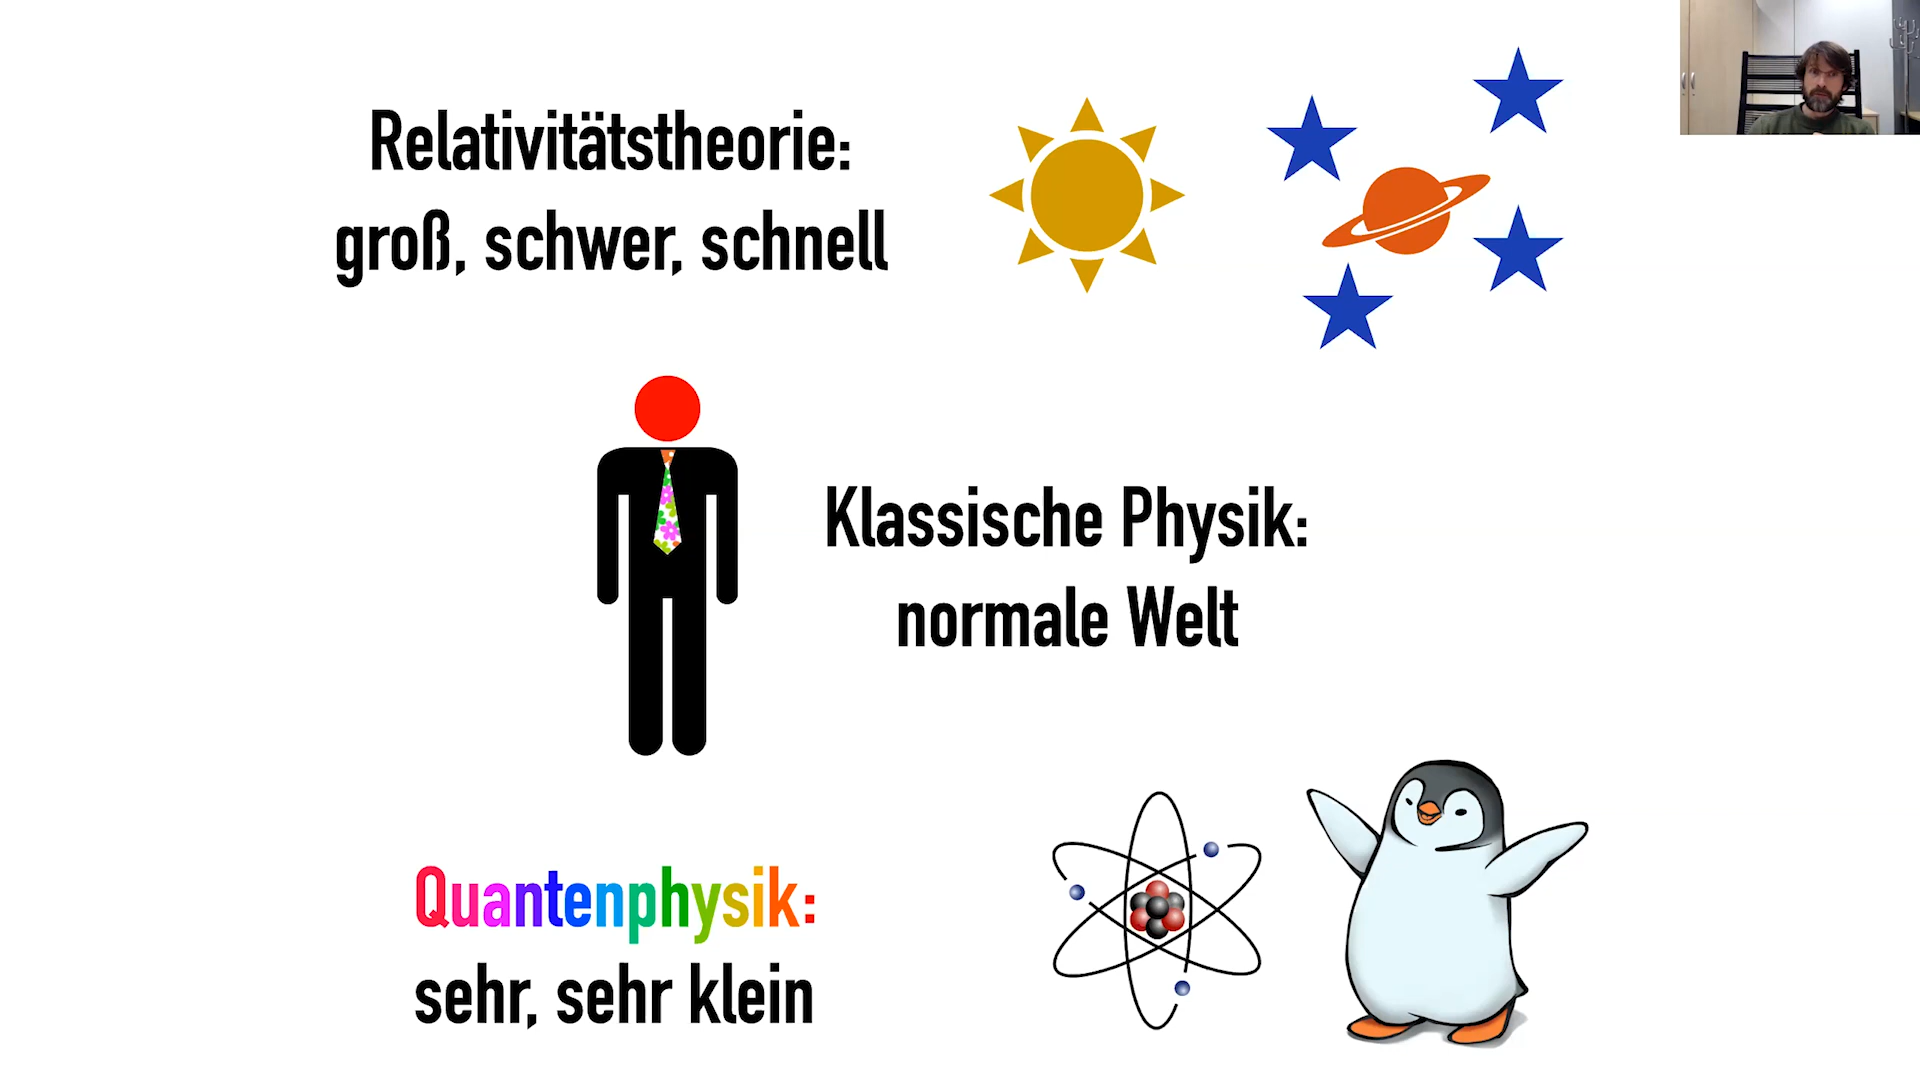 Relativitätstheorie:
groß, schwer, schnell
Klassische Physik:
normale Welt
Quantenphysik:
sehr, sehr klein